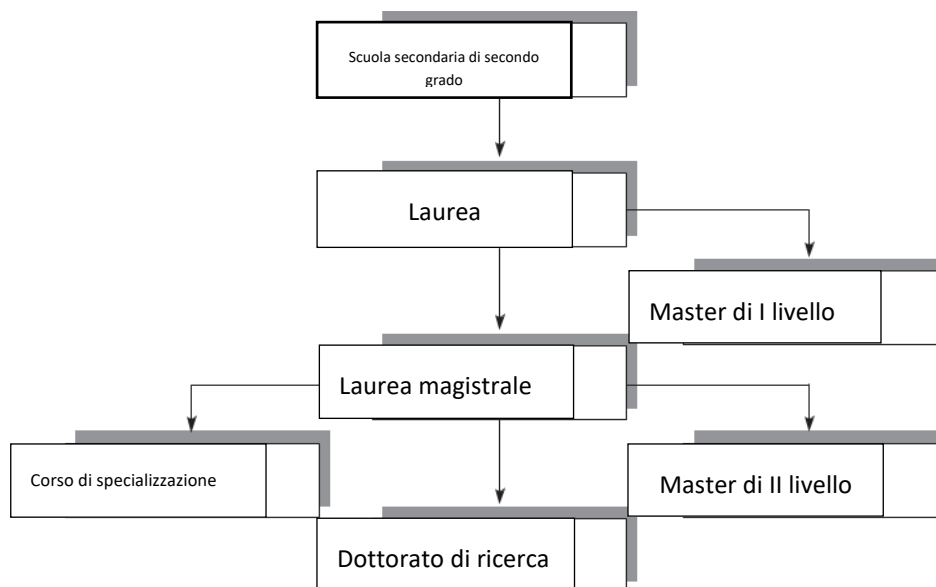 Scuola secondaria di secondo
grado
Laurea
Master di I livello
Laurea magistrale
Corso di specializzazione
Master di II livello
Dottorato di ricerca